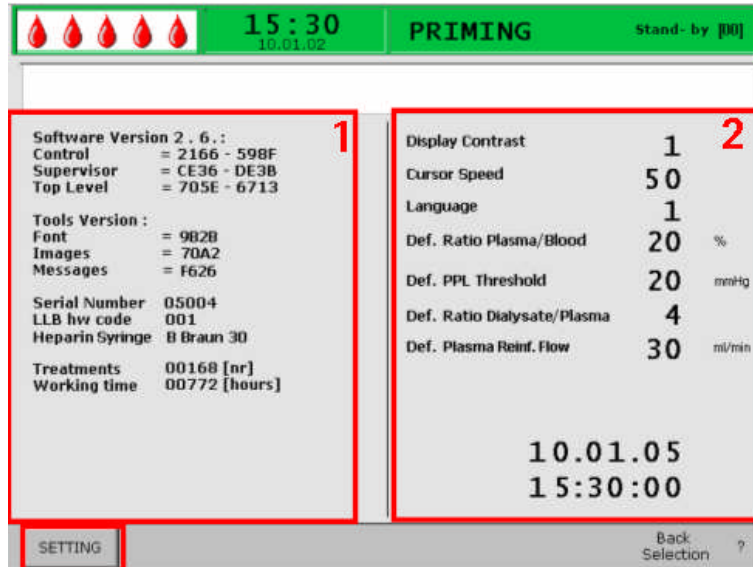 15:30
10.01.02
PRIMING
Stand- by [00]
1
Software Version 2 . 6 . :
Control = 2166 - 598F
Supervisor = CE36 - DE3B
Top Level = 705E - 6713
Tools Version :
Font = 9B2B
Images = 70A2
Messages = F626
Serial Number 05004
LLB hw code 001
Heparin Syringe B Braun 30
Treatments 00168 [nr]
Working time 00772 [hours]
2
Display Contrast 1
Cursor Speed 50
Language 1
Def. Ratio Plasma/Blood 20 %
Def. PPL Threshold 20 mmHg
Def. Ratio Dialysate/Plasma 4
Def. Plasma Reinf. Flow 30 ml/min
10.01.05
15:30:00
SETTING
Back
Selection
?